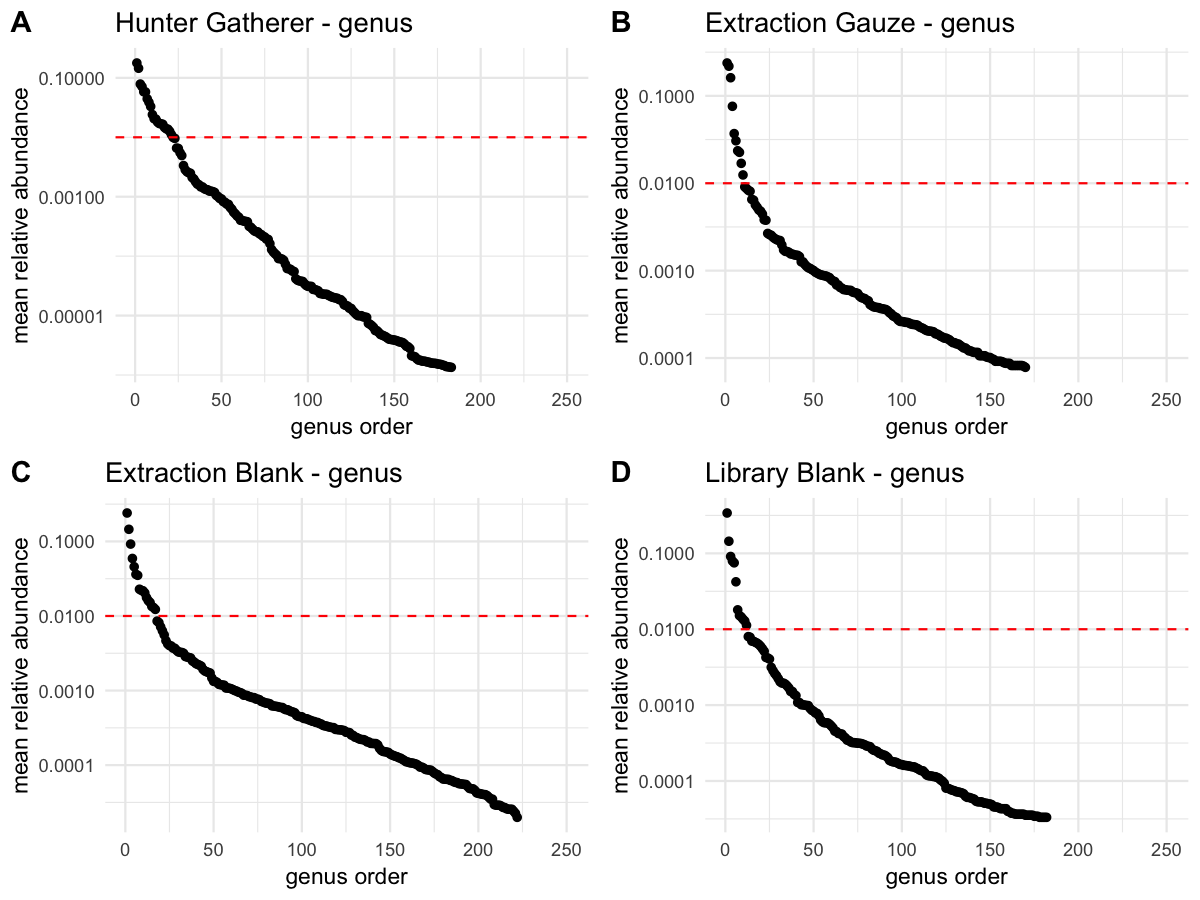 A
Hunter Gatherer - genus
mean relative abundance
0.10000
0.00100
0.00001
0 50 100 150 200 250
genus order
B
Extraction Gauze - genus
mean relative abundance
0.1000
0.0100
0.0010
0.0001
0 50 100 150 200 250
genus order
C
Extraction Blank - genus
mean relative abundance
0.1000
0.0100
0.0010
0.0001
0 50 100 150 200 250
genus order
D
Library Blank - genus
mean relative abundance
0.1000
0.0100
0.0010
0.0001
0 50 100 150 200 250
genus order